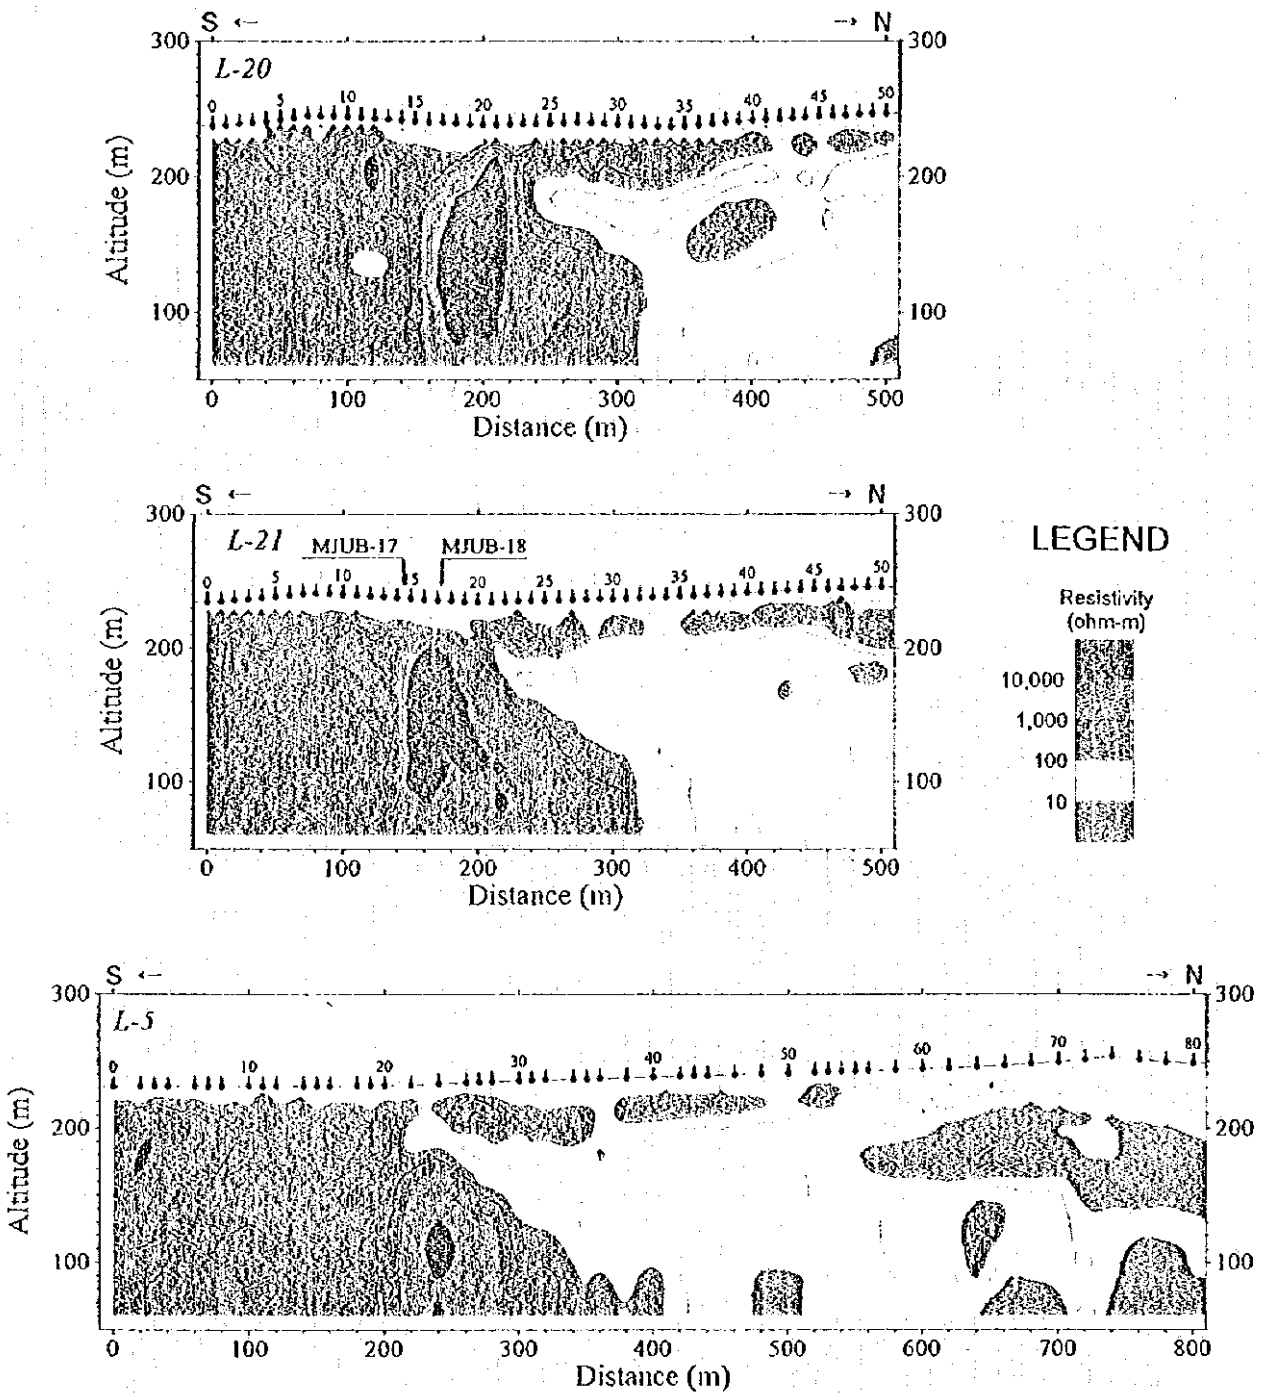 S ← → N
300 300
L-20
0 5 10 15 20 25 30 35 40 45 50
200 200
Altitude (m)
100 100
0 100 200 300 400 500
Distance (m)
S ← → N
300 300
L-21 MJUB-17 MJUB-18
0 5 10 15 20 25 30 35 40 45 50
200 200
Altitude (m)
100 100
0 100 200 300 400 500
Distance (m)
LEGEND
Resistivity
(ohm-m)
10,000
1,000
100
10
S ← → N
300 300
L-5
0 10 20 30 40 50 60 70 80
200 200
Altitude (m)
100 100
0 100 200 300 400 500 600 700 800
Distance (m)